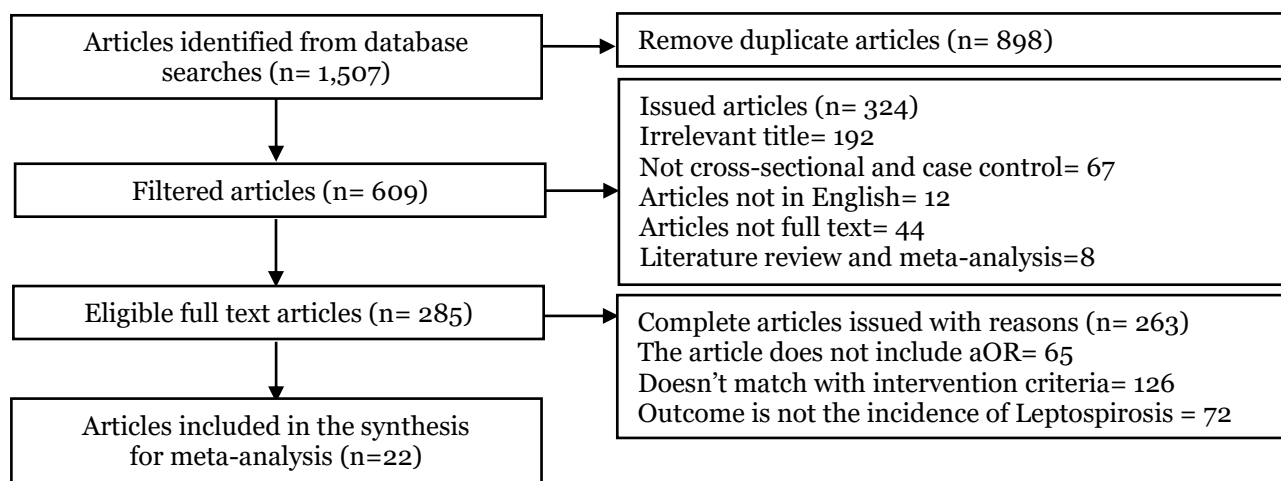 Articles identified from database
searches (n= 1,507)
Remove duplicate articles (n= 898)
Filtered articles (n= 609)
Issued articles (n= 324)
Irrelevant title= 192
Not cross-sectional and case control= 67
Articles not in English= 12
Articles not full text= 44
Literature review and meta-analysis=8
Eligible full text articles (n= 285)
Complete articles issued with reasons (n= 263)
The article does not include aOR= 65
Doesn't match with intervention criteria= 126
Outcome is not the incidence of Leptospirosis = 72
Articles included in the synthesis
for meta-analysis (n=22)